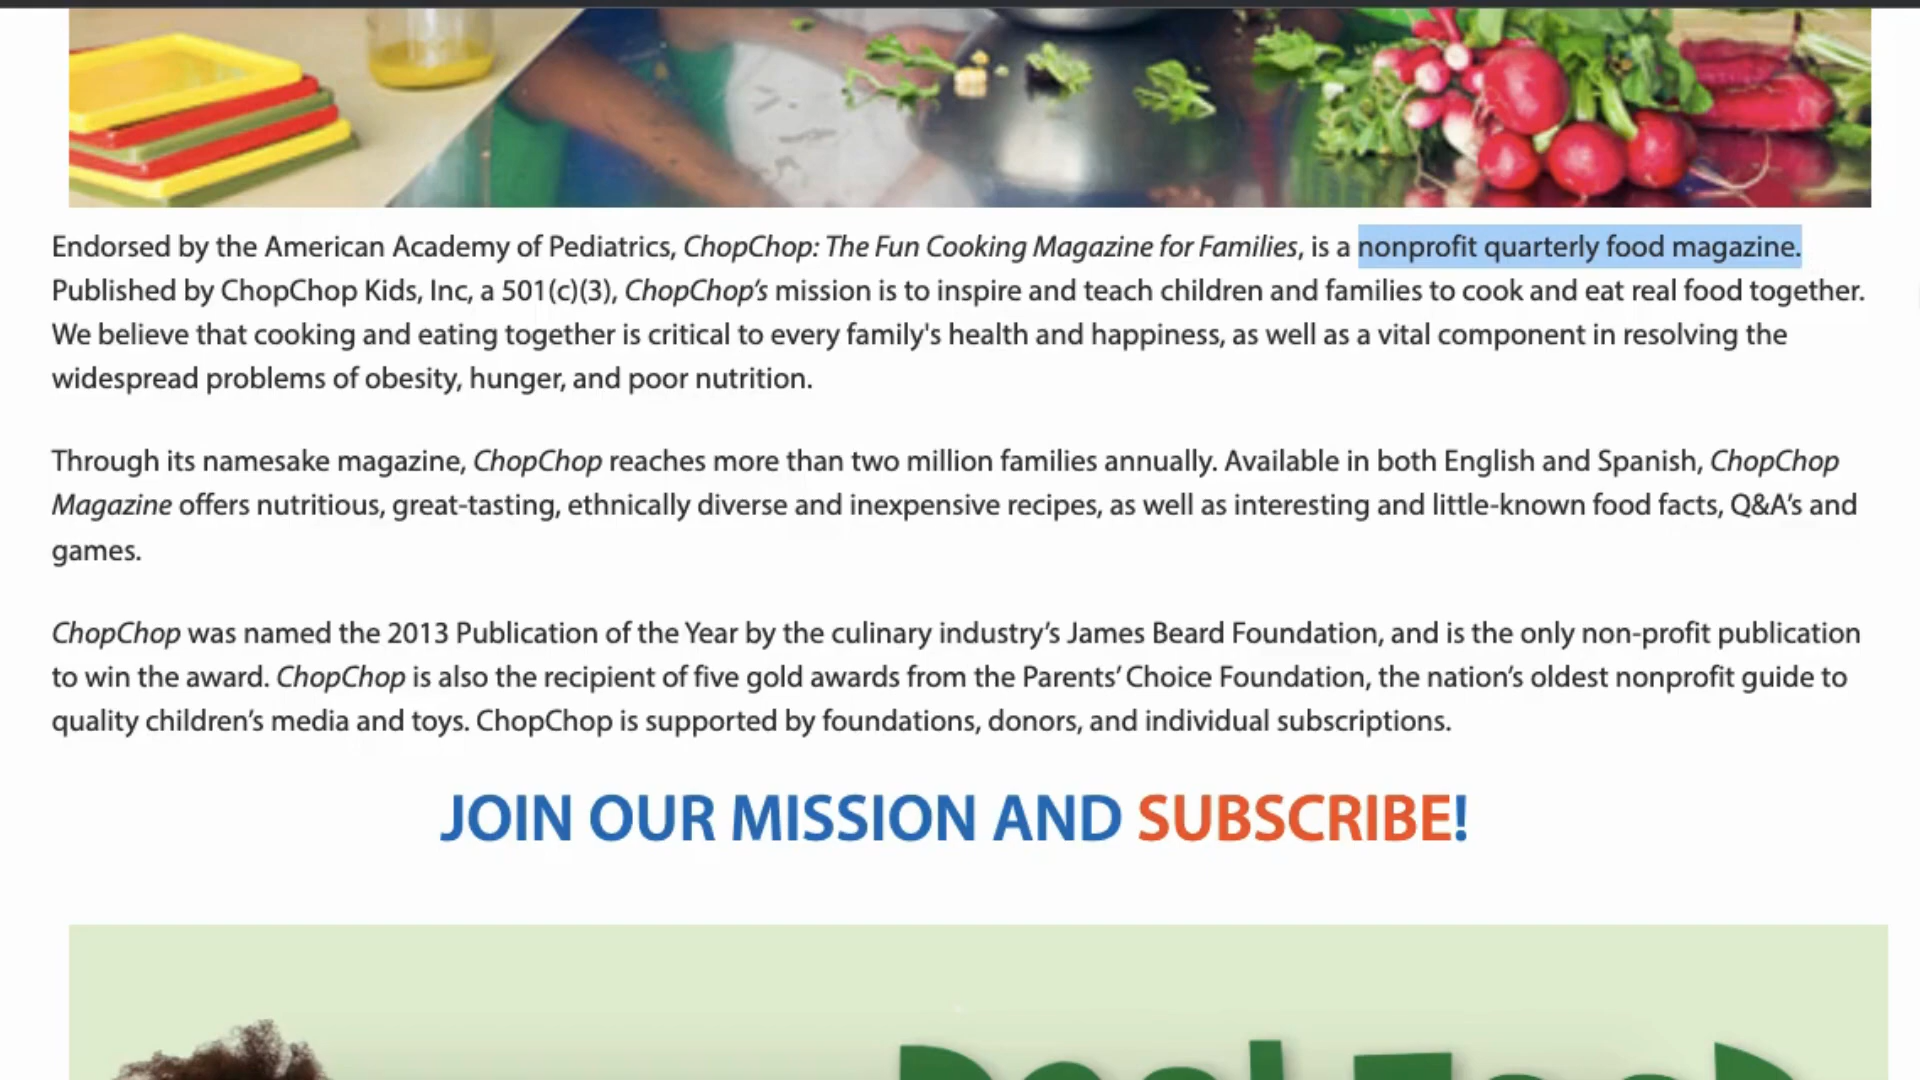 Endorsed by the American Academy of Pediatrics, ChopChop: The Fun Cooking Magazine for Families, is a nonprofit quarterly food magazine.
Published by ChopChop Kids, Inc, a 501(c)(3), ChopChop’s mission is to inspire and teach children and families to cook and eat real food together.
We believe that cooking and eating together is critical to every family's health and happiness, as well as a vital component in resolving the
widespread problems of obesity, hunger, and poor nutrition.
Through its namesake magazine, ChopChop reaches more than two million families annually. Available in both English and Spanish, ChopChop
Magazine offers nutritious, great-tasting, ethnically diverse and inexpensive recipes, as well as interesting and little-known food facts, Q&A’s and
games.
ChopChop was named the 2013 Publication of the Year by the culinary industry’s James Beard Foundation, and is the only non-profit publication
to win the award. ChopChop is also the recipient of five gold awards from the Parents’ Choice Foundation, the nation’s oldest nonprofit guide to
quality children’s media and toys. ChopChop is supported by foundations, donors, and individual subscriptions.
JOIN OUR MISSION AND SUBSCRIBE!